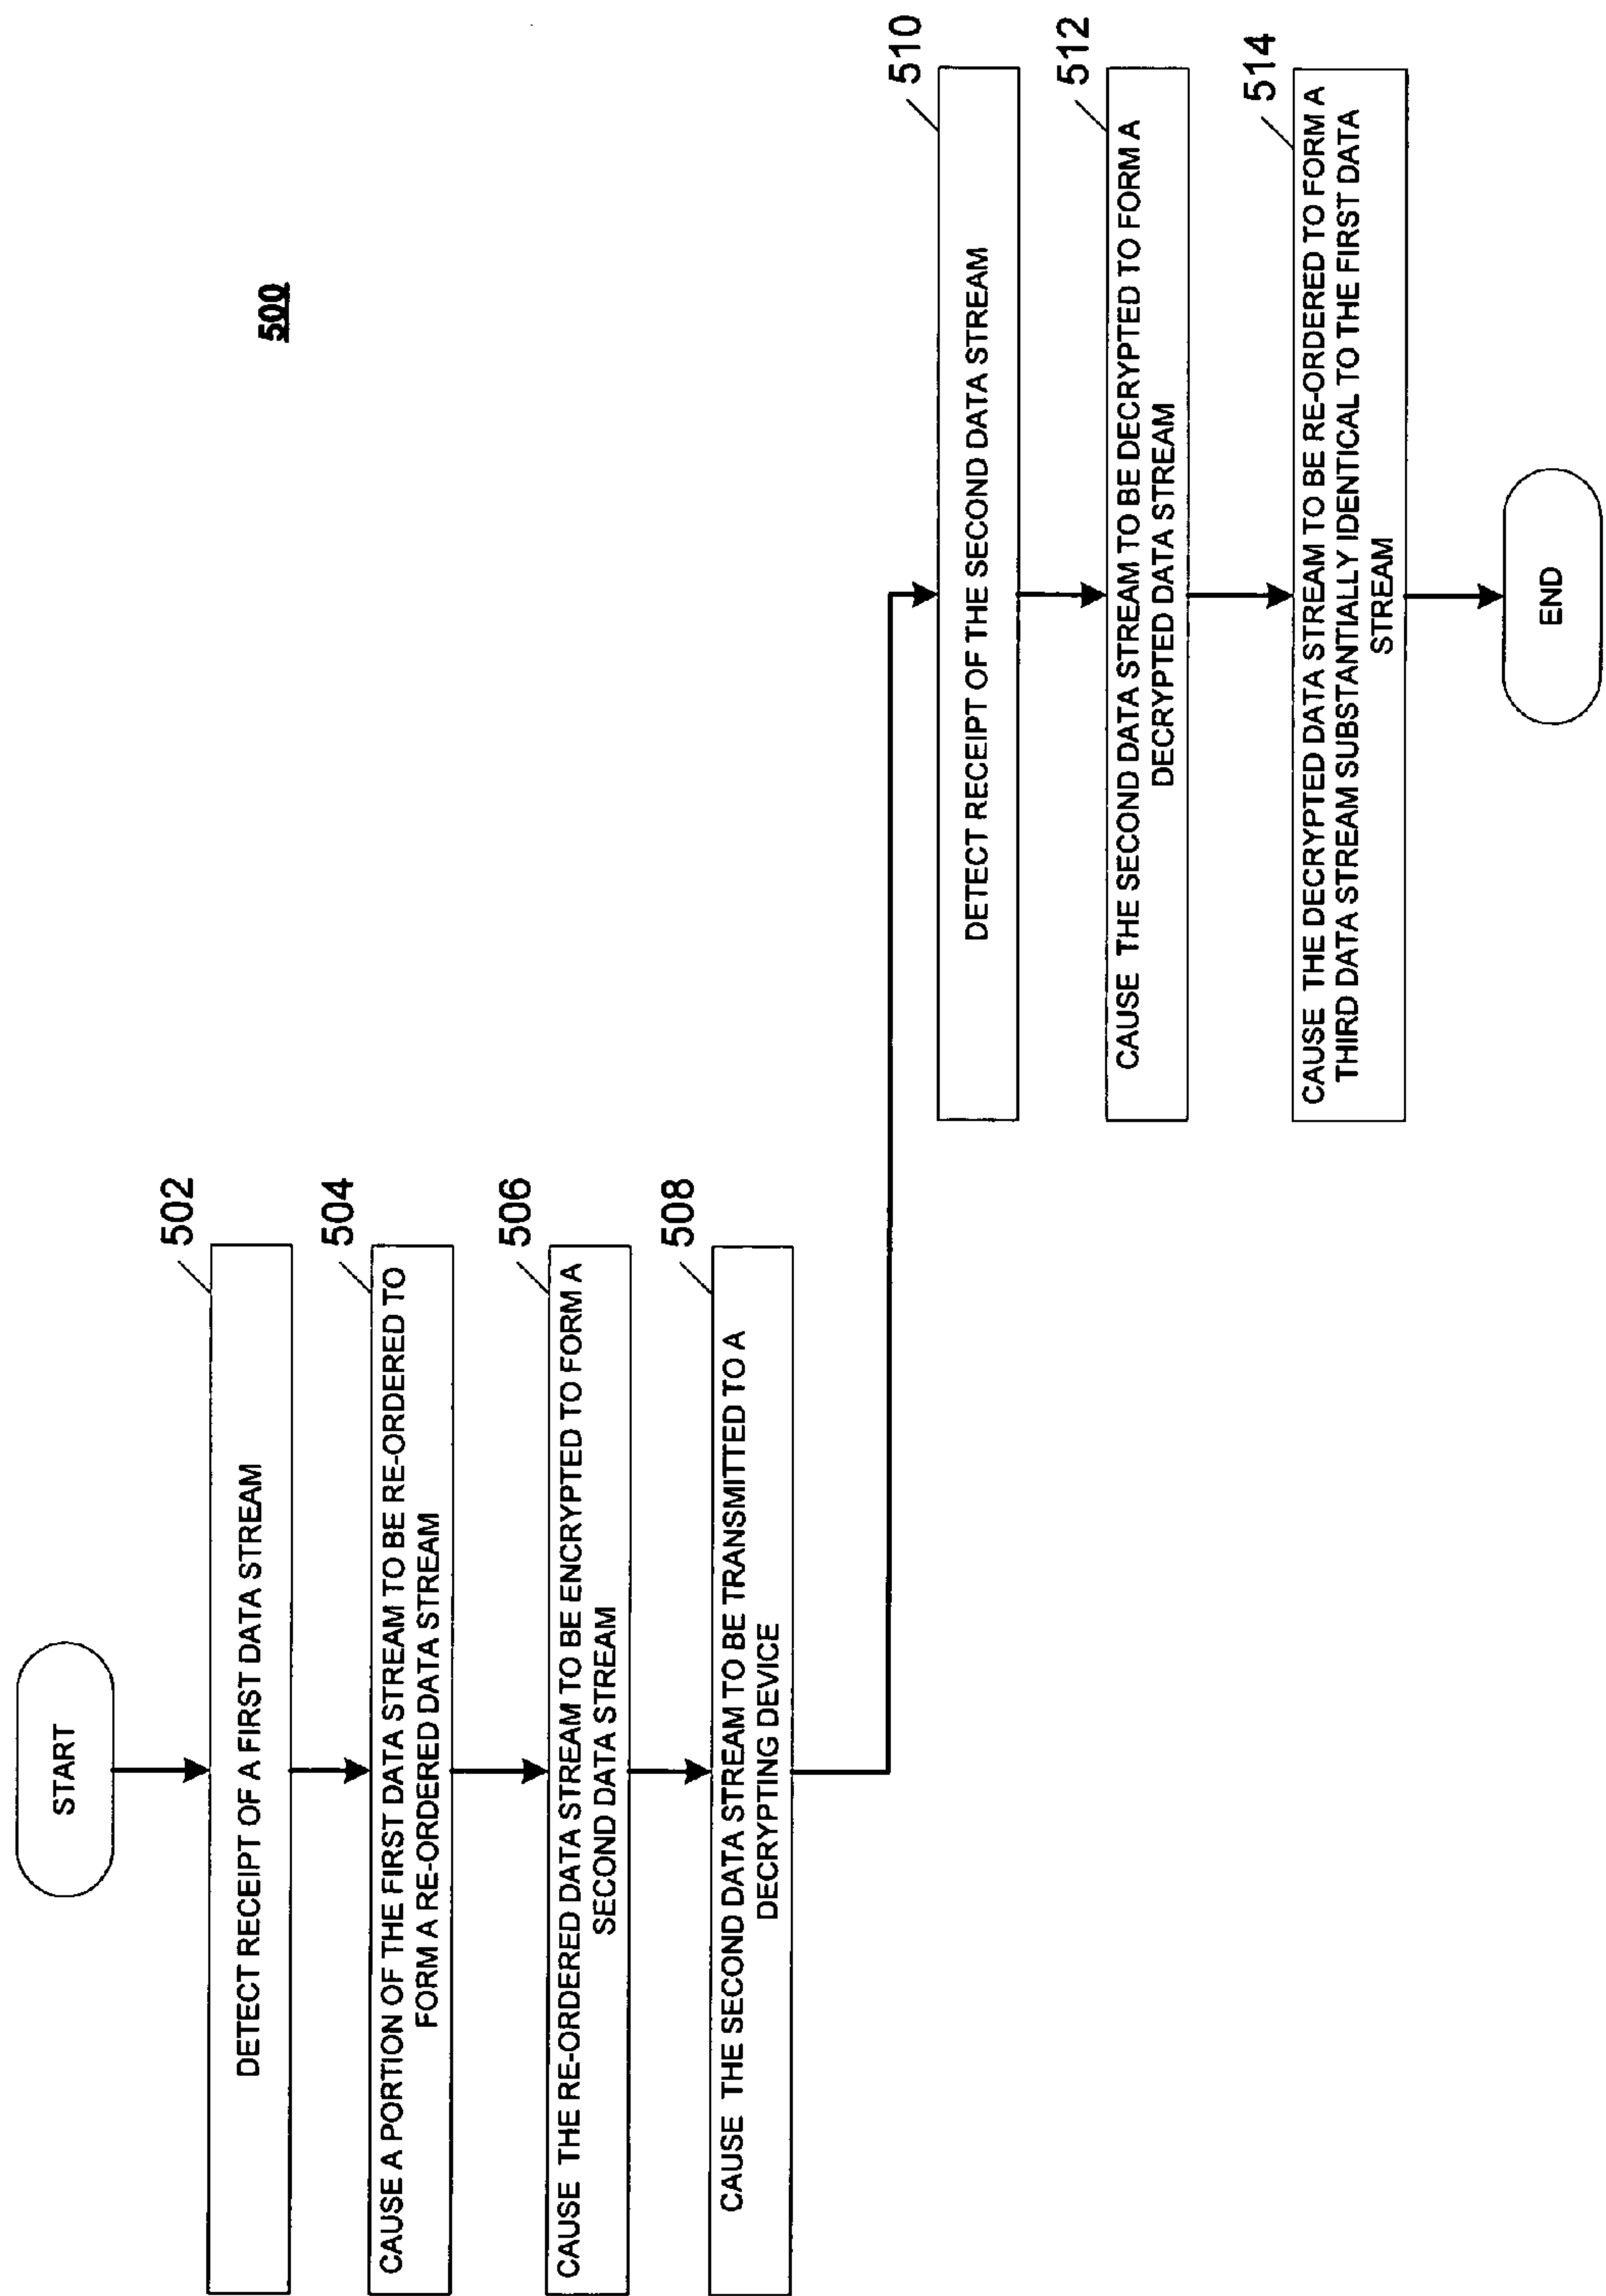 500
START
502
DETECT RECEIPT OF A FIRST DATA STREAM
504
CAUSE A PORTION OF THE FIRST DATA STREAM TO BE RE-ORDERED TO
FORM A RE-ORDERED DATA STREAM
506
CAUSE THE RE-ORDERED DATA STREAM TO BE ENCRYPTED TO FORM A
SECOND DATA STREAM
508
CAUSE THE SECOND DATA STREAM TO BE TRANSMITTED TO A
DECRYPTING DEVICE
510
DETECT RECEIPT OF THE SECOND DATA STREAM
512
CAUSE THE SECOND DATA STREAM TO BE DECRYPTED TO FORM A
DECRYPTED DATA STREAM
514
CAUSE THE DECRYPTED DATA STREAM TO BE RE-ORDERED TO FORM A
THIRD DATA STREAM SUBSTANTIALLY IDENTICAL TO THE FIRST DATA
STREAM
END